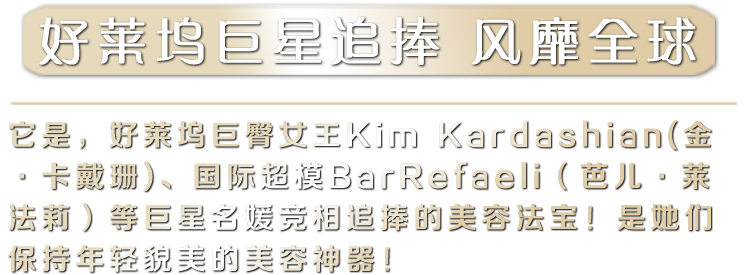 好莱坞巨星追捧 风靡全球
它是，好莱坞巨臀女王Kim Kardashian(金
·卡戴珊)、国际超模BarRefaeli（芭儿·莱
法莉）等巨星名媛竞相追捧的美容法宝！是她们
保持年轻貌美的美容神器！